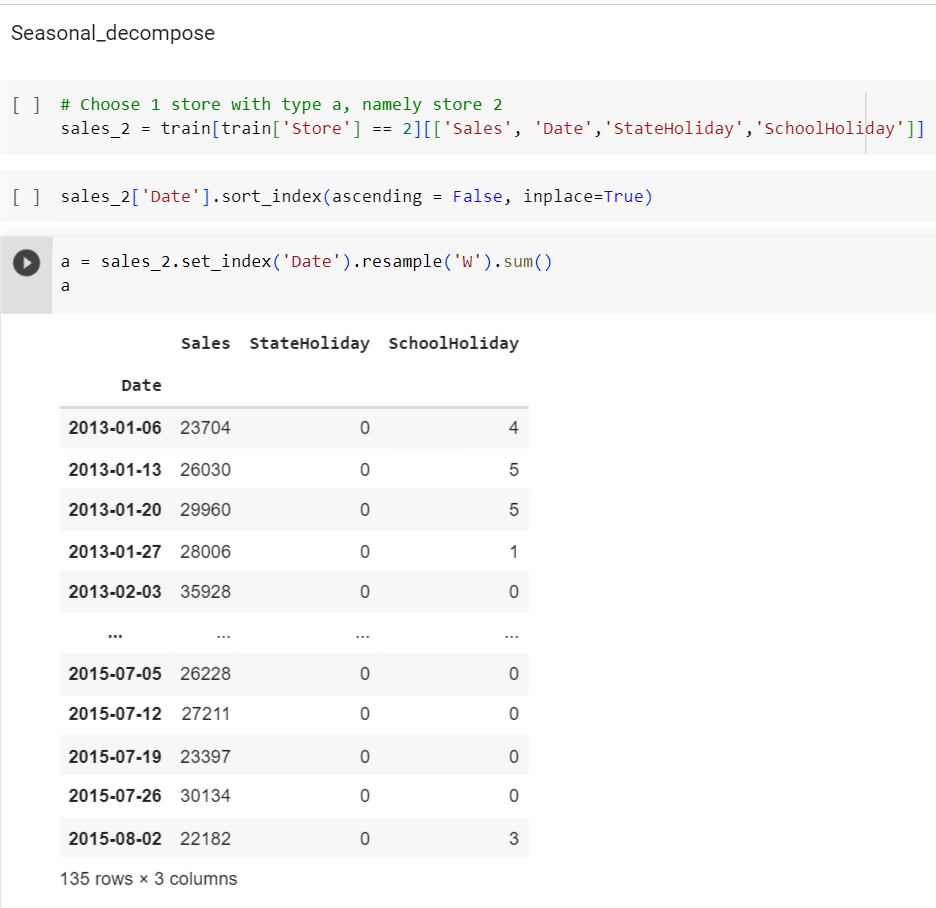 Seasonal_decompose
[ ] # Choose 1 store with type a, namely store 2
sales_2 = train[train['Store'] == 2][['Sales', 'Date','StateHoliday','SchoolHoliday']]
[ ] sales_2['Date'].sort_index(ascending = False, inplace=True)
a = sales_2.set_index('Date').resample('W').sum()
a
Sales StateHoliday SchoolHoliday
Date
2013-01-06 23704 0 4
2013-01-13 26030 0 5
2013-01-20 29960 0 5
2013-01-27 28006 0 1
2013-02-03 35928 0 0
... ... ... ...
2015-07-05 26228 0 0
2015-07-12 27211 0 0
2015-07-19 23397 0 0
2015-07-26 30134 0 0
2015-08-02 22182 0 3
135 rows × 3 columns